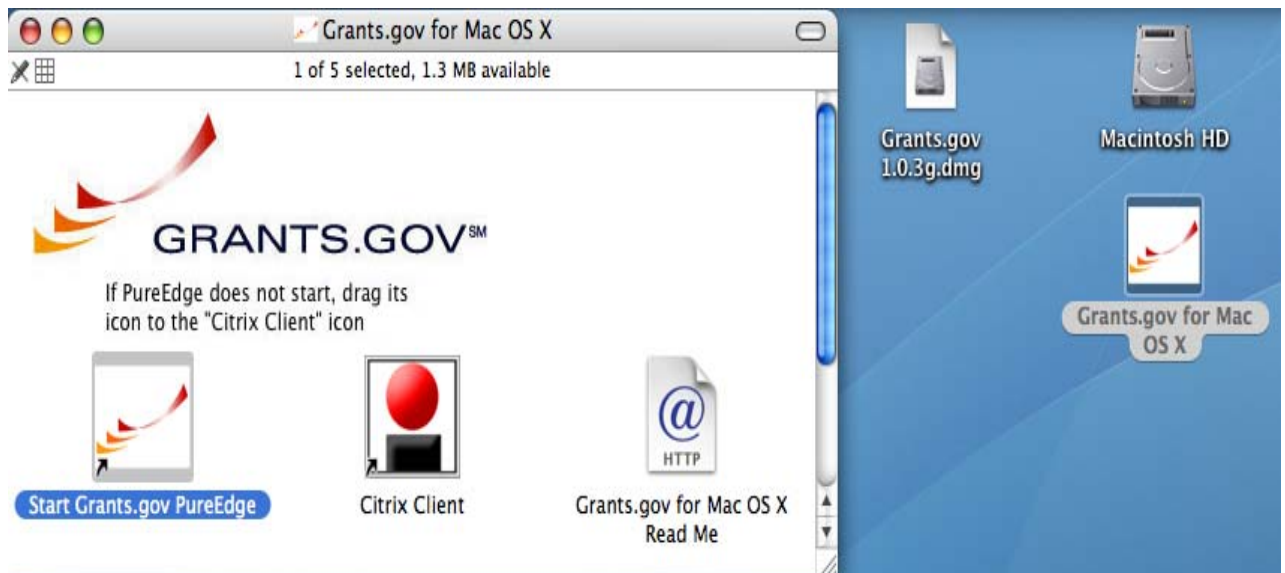 Grants.gov for Mac OS X
1 of 5 selected, 1.3 MB available
GRANTS.GOV℠
If PureEdge does not start, drag its
icon to the "Citrix Client" icon
Start Grants.gov PureEdge
Citrix Client
@
HTTP
Grants.gov for Mac OS X
Read Me
Grants.gov
1.0.3g.dmg
Macintosh HD
Grants.gov for Mac
OS X